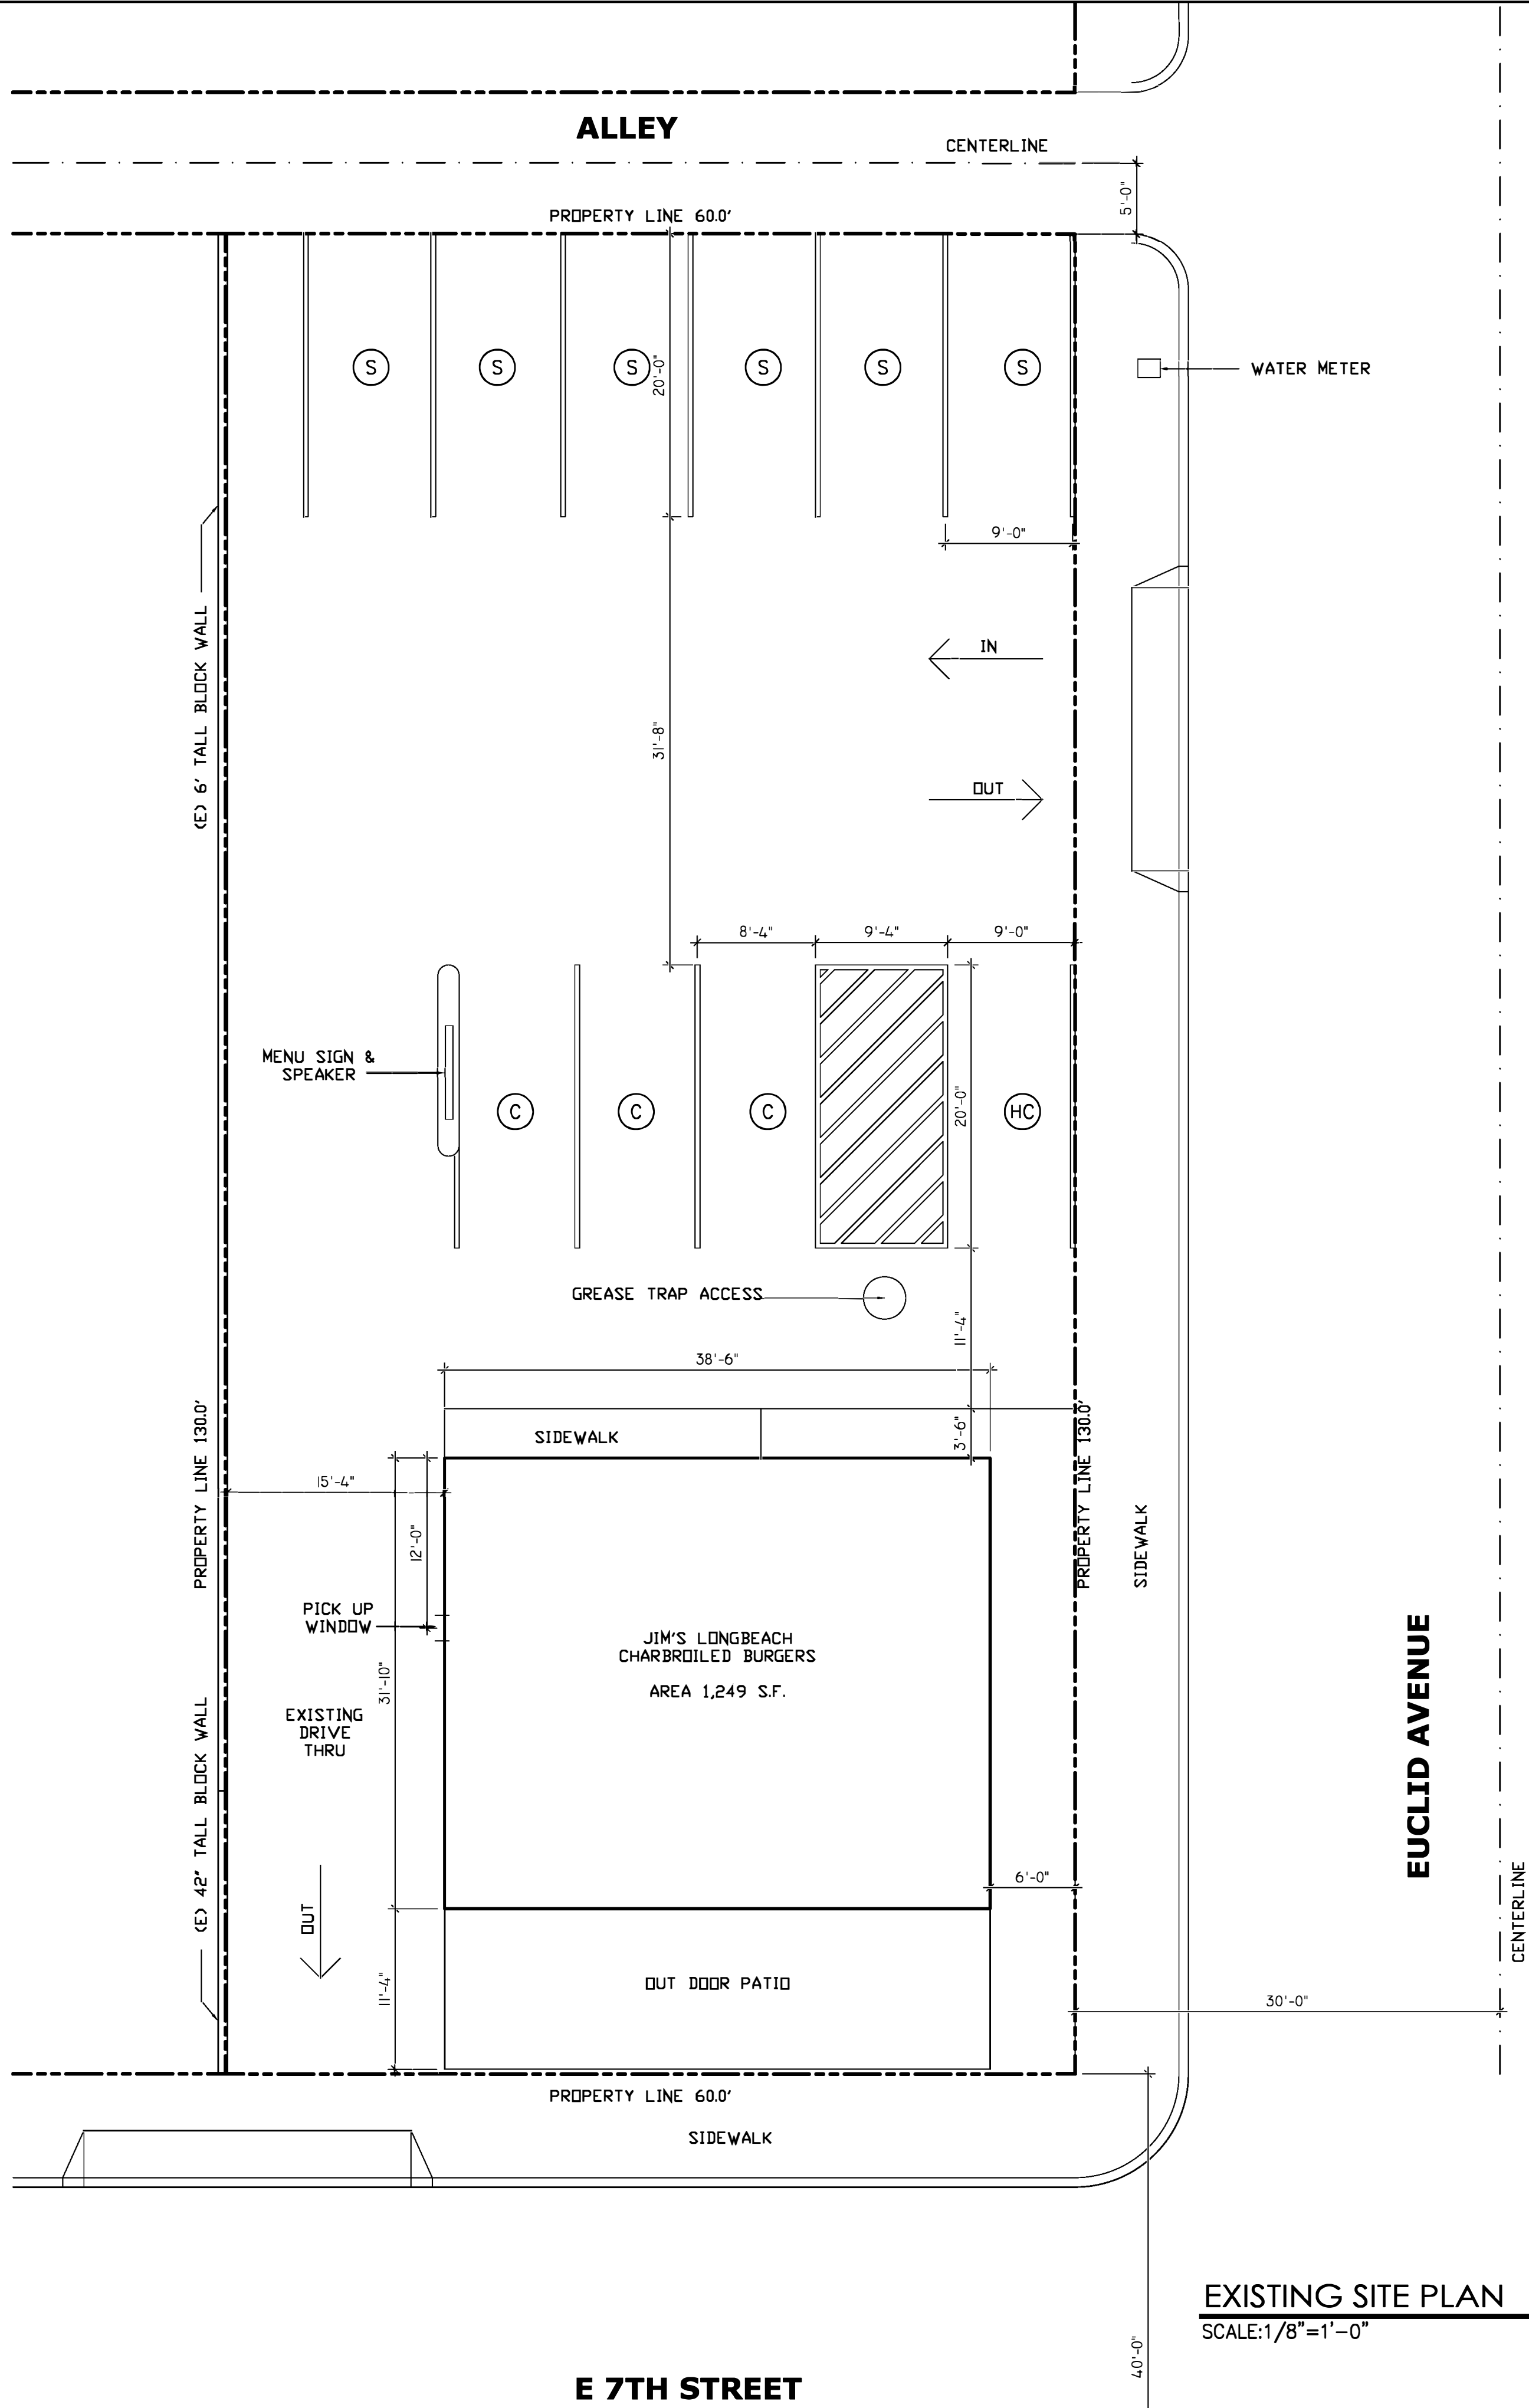 ALLEY
CENTERLINE
5'-0"
PROPERTY LINE 60.0'
S
S
S
S
S
S
20'-0"
WATER METER
9'-0"
(E) 6' TALL BLOCK WALL
IN
31'-8"
OUT
8'-4"
9'-4"
9'-0"
MENU SIGN &
SPEAKER
C
C
C
HC
20'-0"
GREASE TRAP ACCESS
11'-4"
38'-6"
SIDEWALK
3'-6"
PROPERTY LINE 130.0'
PROPERTY LINE 130.0'
15'-4"
12'-0"
SIDEWALK
PICK UP
WINDOW
JIM'S LONGBEACH
CHARBROILED BURGERS
AREA 1,249 S.F.
31'-10"
EXISTING
DRIVE
THRU
EUCLID AVENUE
(E) 42" TALL BLOCK WALL
6'-0"
OUT
CENTERLINE
OUT DOOR PATIO
11'-4"
30'-0"
PROPERTY LINE 60.0'
SIDEWALK
EXISTING SITE PLAN
SCALE:1/8"=1'-0"
40'-0"
E 7TH STREET